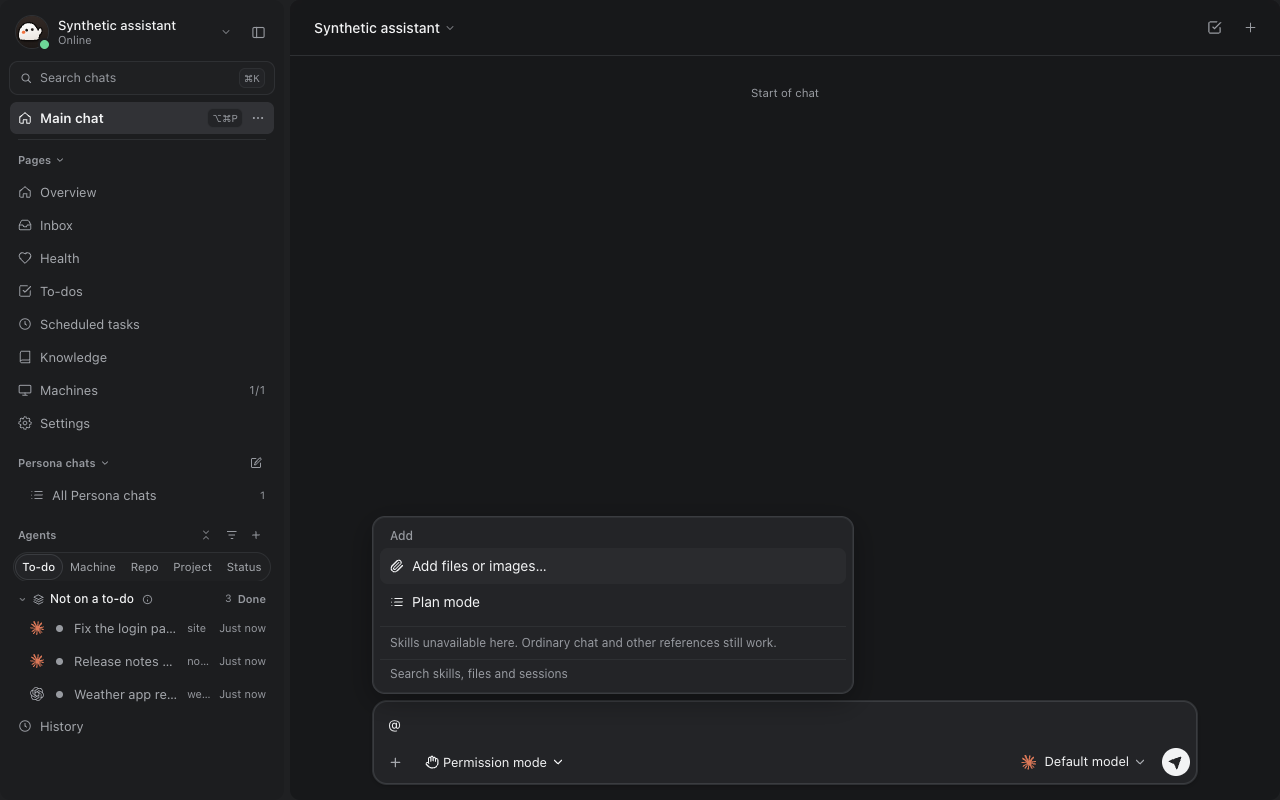 Synthetic assistant
Online
Search chats ⌘K
Main chat ⌥⌘P
Pages
Overview
Inbox
Health
To-dos
Scheduled tasks
Knowledge
Machines 1/1
Settings
Persona chats
All Persona chats 1
Agents
To-do Machine Repo Project Status
Not on a to-do 3 Done
Fix the login pa... site Just now
Release notes ... no... Just now
Weather app re... we... Just now
History
Synthetic assistant
Start of chat
Add
Add files or images...
Plan mode
Skills unavailable here. Ordinary chat and other references still work.
Search skills, files and sessions
@
Permission mode
Default model